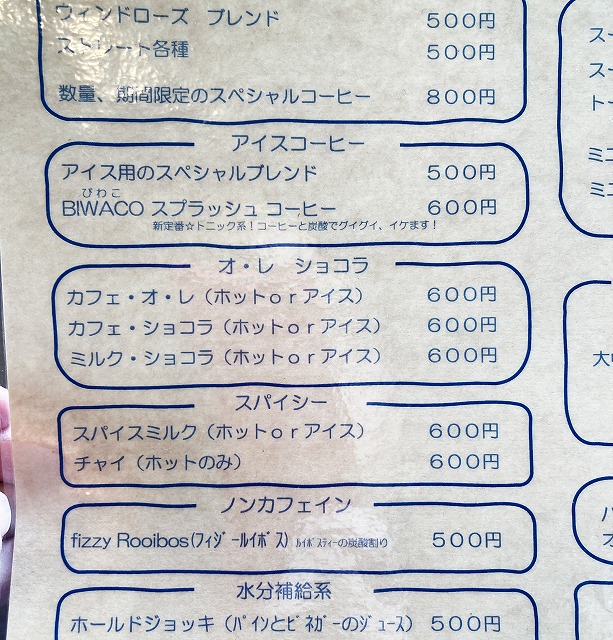 ウィンドローズ ブレンド 500円
ストリート各種 500円
数量、期間限定のスペシャルコーヒー 800円
アイスコーヒー
アイス用のスペシャルブレンド 500円
びわこ
BIWACO スプラッシュ コーヒー 600円
新定番☆トニック系！コーヒーと炭酸でグイグイ、イケます！
オ・レ ショコラ
カフェ・オ・レ（ホットorアイス） 600円
カフェ・ショコラ（ホットorアイス） 600円
ミルク・ショコラ（ホットorアイス） 600円
スパイシー
スパイスミルク（ホットorアイス） 600円
チャイ（ホットのみ） 600円
ノンカフェイン
fizzy Rooibos(ﾌｨｼﾞｰﾙｲﾎﾞｽ) ﾙｲﾎﾞｽﾃｨｰの炭酸割り 500円
水分補給系
ホールドジョッキ（ﾊﾟｲﾝとﾋﾞﾈｶﾞｰのｼﾞｭｰｽ） 500円
スー
スー
トー
ミニ
ミニ
大